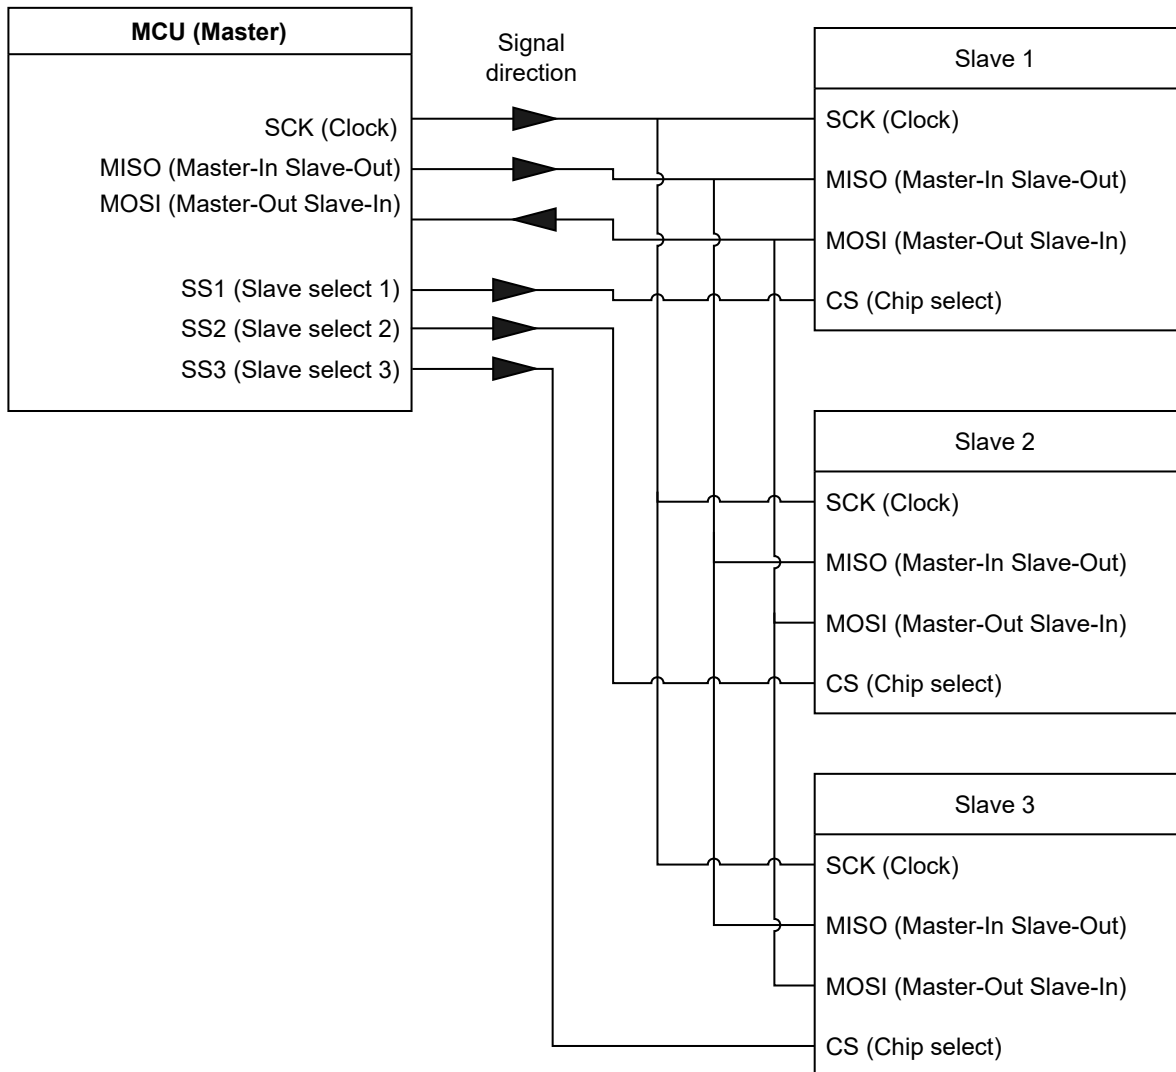 MCU (Master)
SCK (Clock)
MISO (Master-In Slave-Out)
MOSI (Master-Out Slave-In)
SS1 (Slave select 1)
SS2 (Slave select 2)
SS3 (Slave select 3)
Signal
direction
Slave 1
SCK (Clock)
MISO (Master-In Slave-Out)
MOSI (Master-Out Slave-In)
CS (Chip select)
Slave 2
SCK (Clock)
MISO (Master-In Slave-Out)
MOSI (Master-Out Slave-In)
CS (Chip select)
Slave 3
SCK (Clock)
MISO (Master-In Slave-Out)
MOSI (Master-Out Slave-In)
CS (Chip select)